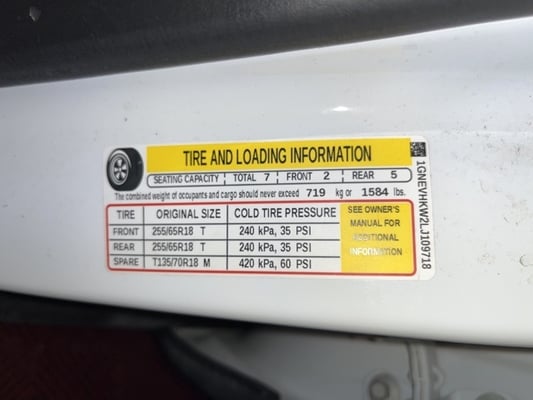 TIRE AND LOADING INFORMATION
SEATING CAPACITY TOTAL 7 FRONT 2 REAR 5
The combined weight of occupants and cargo should never exceed 719 kg or 1584 lbs.
TIRE ORIGINAL SIZE COLD TIRE PRESSURE
FRONT 255/65R18 T 240 kPa, 35 PSI
REAR 255/65R18 T 240 kPa, 35 PSI
SPARE T135/70R18 M 420 kPa, 60 PSI
SEE OWNER'S
MANUAL FOR
ADDITIONAL
INFORMATION
1GNEVHKW2LJ109718